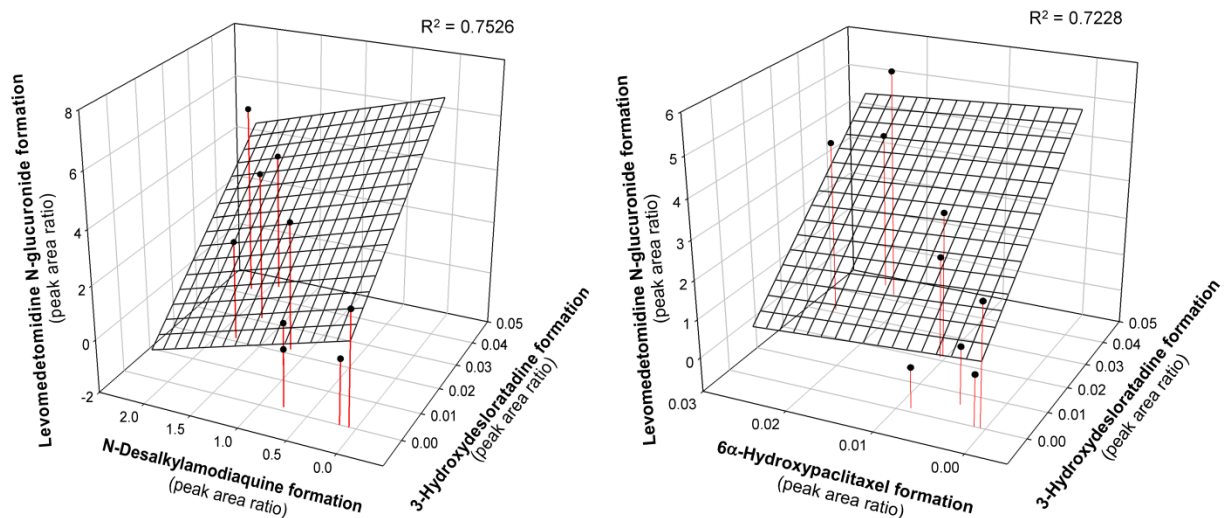 R² = 0.7526
Levomedetomidine N-glucuronide formation
(peak area ratio)
8
6
4
2
0
-2
2.0
1.5
1.0
0.5
0.0
N-Desalkylamodiaquine formation
(peak area ratio)
0.05
0.04
0.03
0.02
0.01
0.00
3-Hydroxydesloratadine formation
(peak area ratio)
R² = 0.7228
Levomedetomidine N-glucuronide formation
(peak area ratio)
6
5
4
3
2
1
0
0.03
0.02
0.01
0.00
6α-Hydroxypaclitaxel formation
(peak area ratio)
0.05
0.04
0.03
0.02
0.01
0.00
3-Hydroxydesloratadine formation
(peak area ratio)